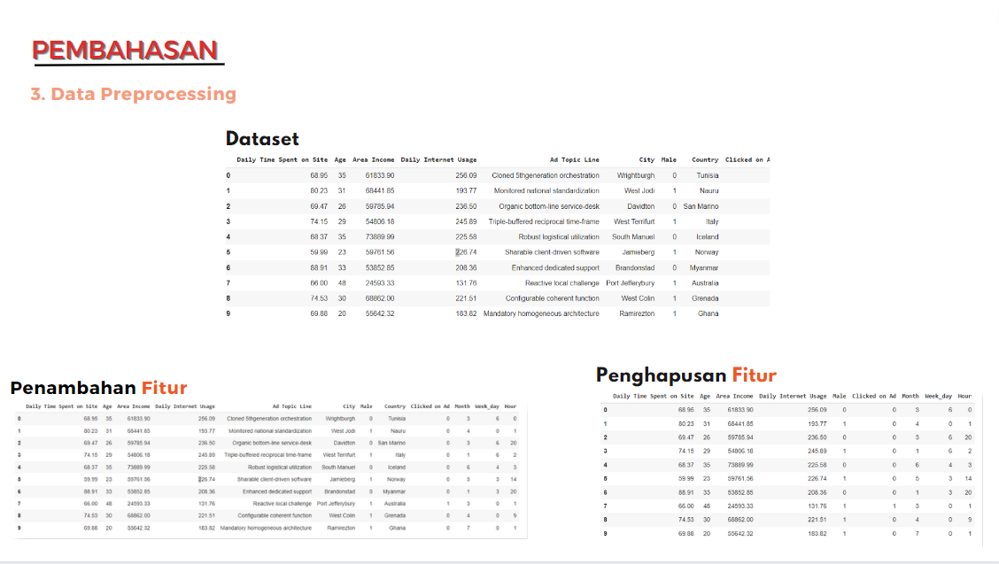 PEMBAHASAN
3. Data Preprocessing
Dataset
Daily Time Spent on Site Age Area Income Daily Internet Usage Ad Topic Line City Male Country Clicked on A
0 68.95 35 61833.90 256.09 Cloned 5thgeneration orchestration Wrightburgh 0 Tunisia
1 80.23 31 68441.85 193.77 Monitored national standardization West Jodi 1 Nauru
2 69.47 26 59785.94 236.50 Organic bottom-line service-desk Davidton 0 San Marino
3 74.15 29 54806.18 245.89 Triple-buffered reciprocal time-frame West Terrifurt 1 Italy
4 68.37 35 73889.99 225.58 Robust logistical utilization South Manuel 0 Iceland
5 59.99 23 59761.56 226.74 Sharable client-driven software Jamieberg 1 Norway
6 88.91 33 53852.85 208.36 Enhanced dedicated support Brandonstad 0 Myanmar
7 66.00 48 24593.33 131.76 Reactive local challenge Port Jefferybury 1 Australia
8 74.53 30 68862.00 221.51 Configurable coherent function West Colin 1 Grenada
9 69.88 20 55642.32 183.82 Mandatory homogeneous architecture Ramirezton 1 Ghana
Penambahan Fitur
Daily Time Spent on Site Age Area Income Daily Internet Usage Ad Topic Line City Male Country Clicked on Ad Month Week_day Hour
0 68.95 35 61833.90 256.09 Cloned 5thgeneration orchestration Wrightburgh 0 Tunisia 0 3 6 0
1 80.23 31 68441.85 193.77 Monitored national standardization West Jodi 1 Nauru 0 4 0 1
2 69.47 26 59785.94 236.50 Organic bottom-line service-desk Davidton 0 San Marino 0 3 6 20
3 74.15 29 54806.18 245.89 Triple-buffered reciprocal time-frame West Terrifurt 1 Italy 0 1 6 2
4 68.37 35 73889.99 225.58 Robust logistical utilization South Manuel 0 Iceland 0 6 4 3
5 59.99 23 59761.56 226.74 Sharable client-driven software Jamieberg 1 Norway 0 5 3 14
6 88.91 33 53852.85 208.36 Enhanced dedicated support Brandonstad 0 Myanmar 0 1 3 20
7 66.00 48 24593.33 131.76 Reactive local challenge Port Jefferybury 1 Australia 1 3 0 1
8 74.53 30 68862.00 221.51 Configurable coherent function West Colin 1 Grenada 0 4 0 9
9 69.88 20 55642.32 183.82 Mandatory homogeneous architecture Ramirezton 1 Ghana 0 7 0 1
Penghapusan Fitur
Daily Time Spent on Site Age Area Income Daily Internet Usage Male Clicked on Ad Month Week_day Hour
0 68.95 35 61833.90 256.09 0 0 3 6 0
1 80.23 31 68441.85 193.77 1 0 4 0 1
2 69.47 26 59785.94 236.50 0 0 3 6 20
3 74.15 29 54806.18 245.89 1 0 1 6 2
4 68.37 35 73889.99 225.58 0 0 6 4 3
5 59.99 23 59761.56 226.74 1 0 5 3 14
6 88.91 33 53852.85 208.36 0 0 1 3 20
7 66.00 48 24593.33 131.76 1 1 3 0 1
8 74.53 30 68862.00 221.51 1 0 4 0 9
9 69.88 20 55642.32 183.82 1 0 7 0 1